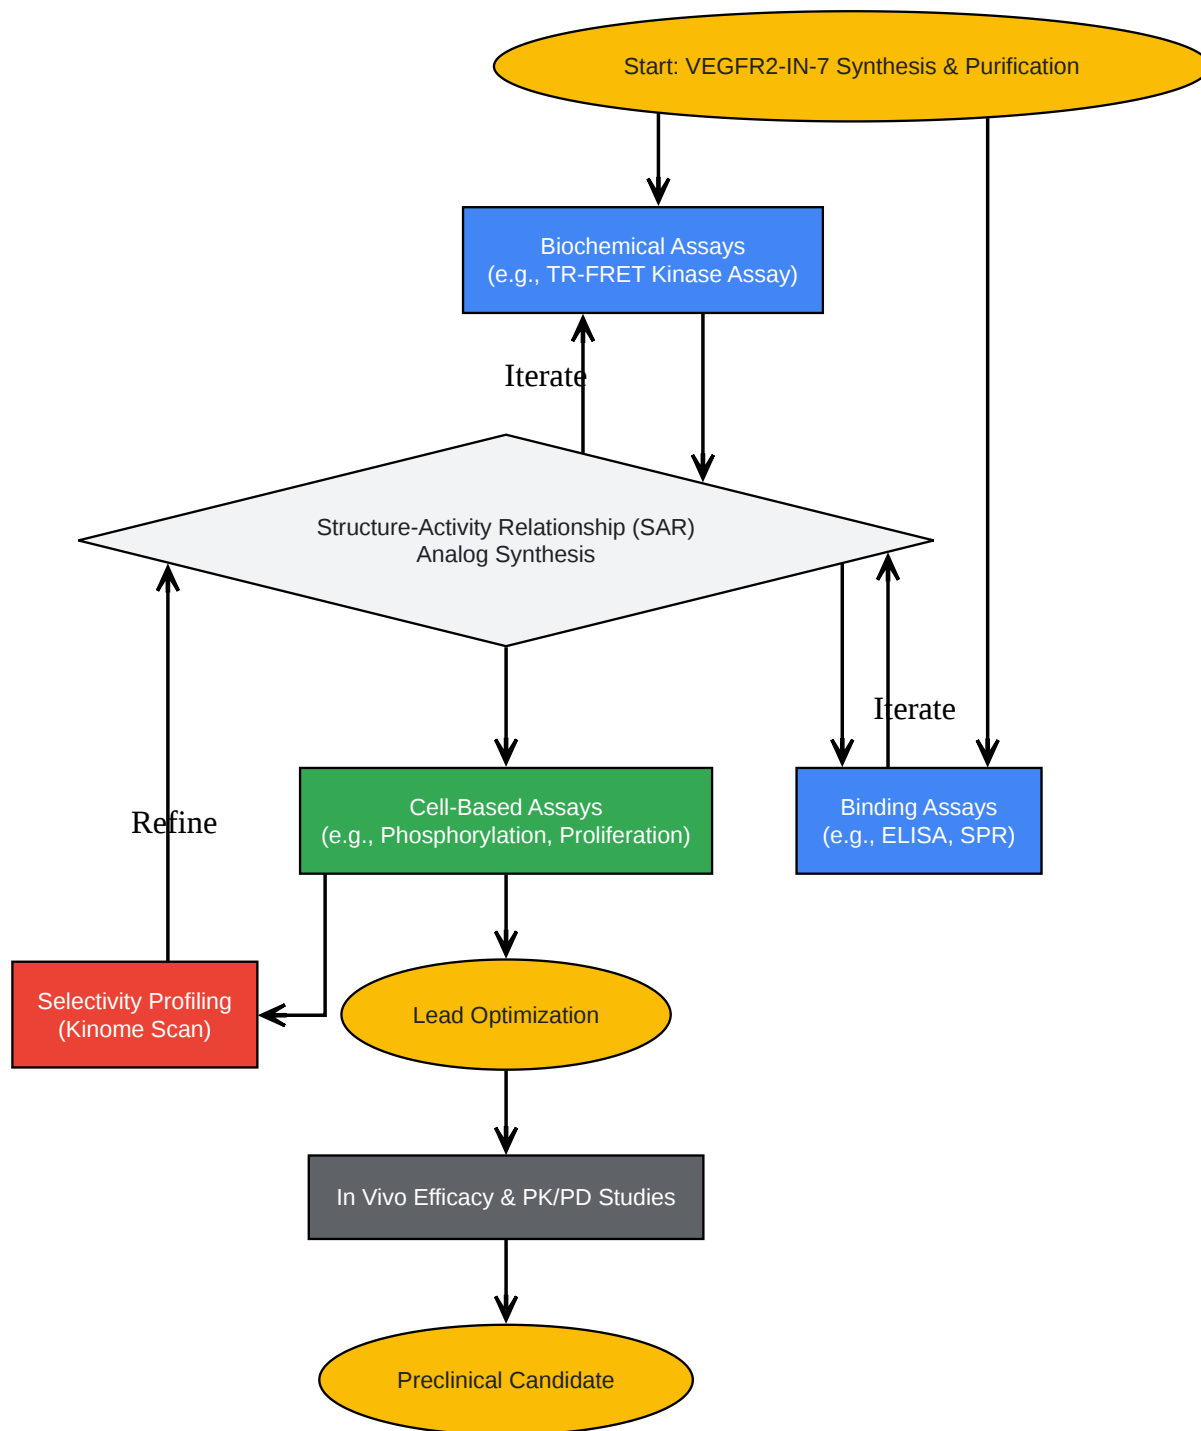 Start: VEGFR2-IN-7 Synthesis & Purification
Biochemical Assays
(e.g., TR-FRET Kinase Assay)
Iterate
Structure-Activity Relationship (SAR)
Analog Synthesis
Iterate
Cell-Based Assays
(e.g., Phosphorylation, Proliferation)
Binding Assays
(e.g., ELISA, SPR)
Refine
Selectivity Profiling
(Kinome Scan)
Lead Optimization
In Vivo Efficacy & PK/PD Studies
Preclinical Candidate